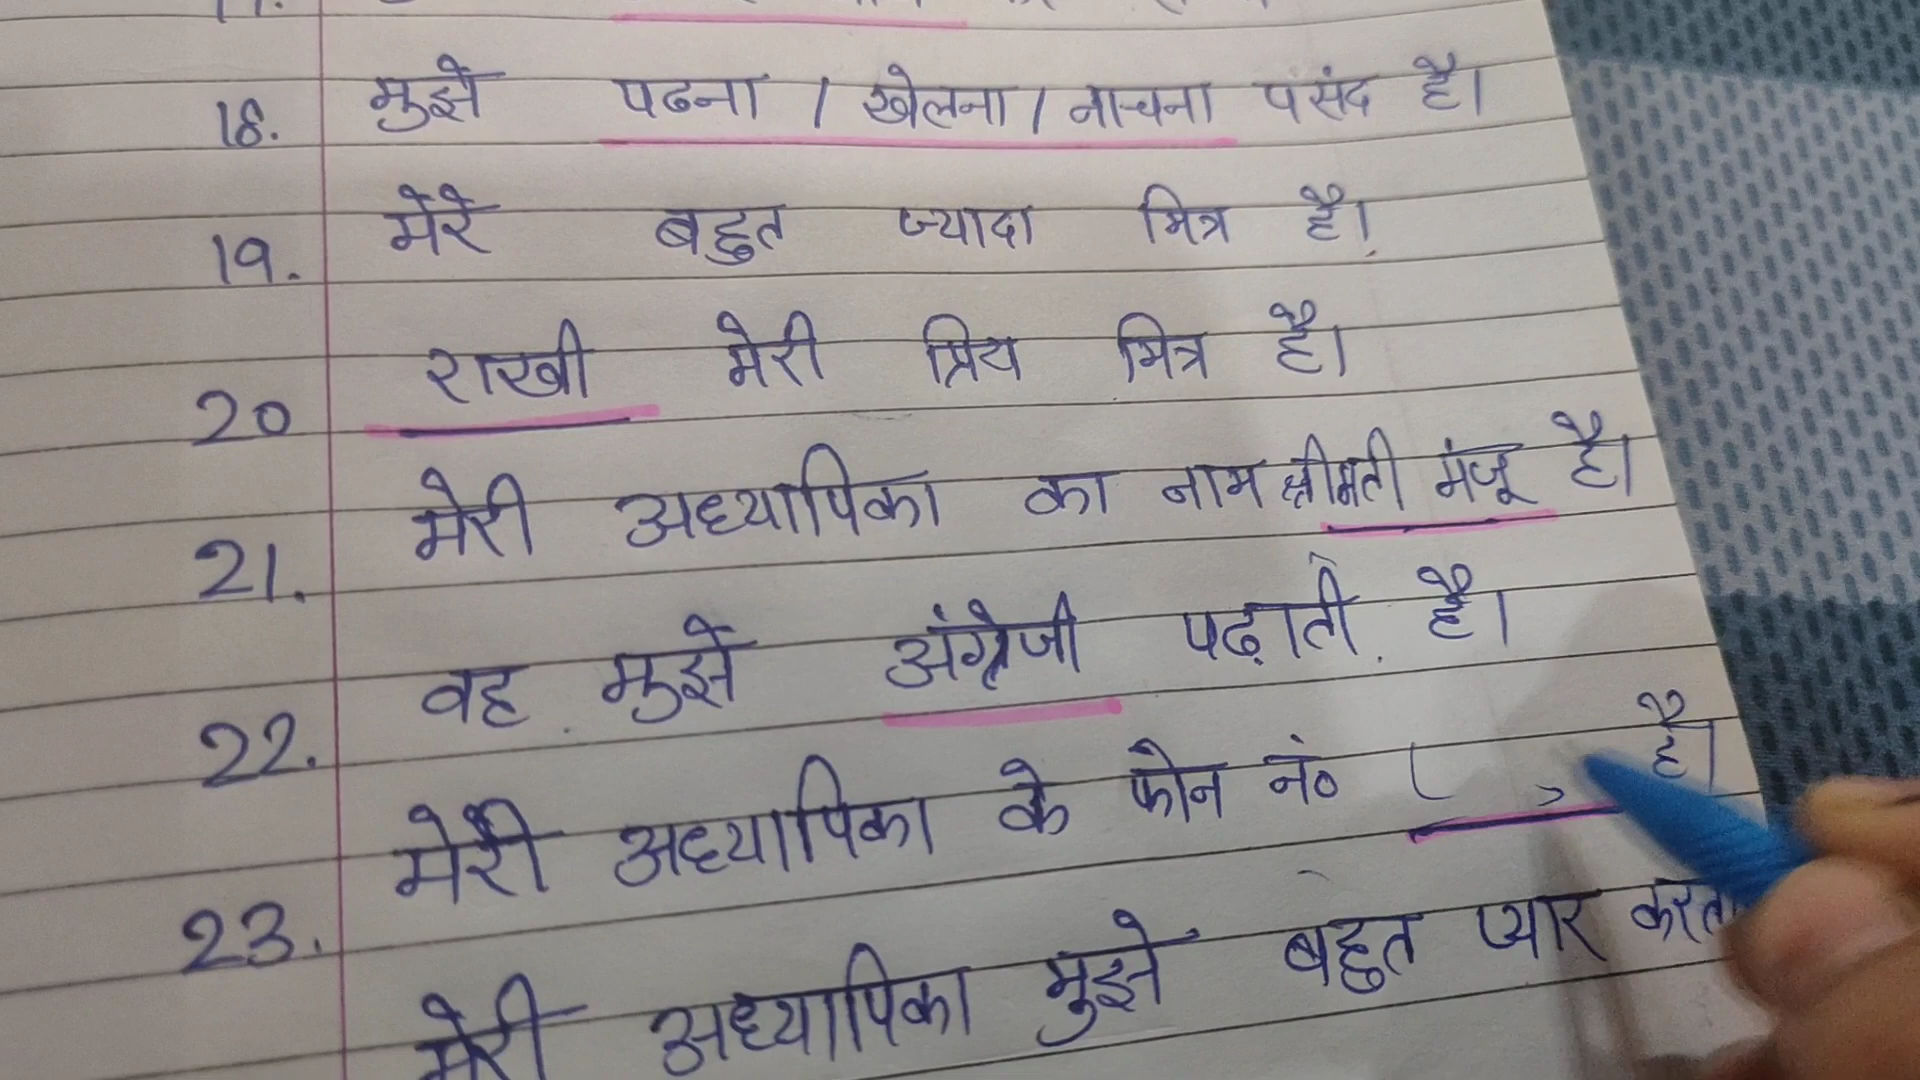 18. मुझे पढना / खेलना / नाचना पसंद है।
19. मेरे बहुत ज्यादा मित्र है।
20 राखी मेरी प्रिय मित्र है।
21. मेरी अध्यापिका का नाम श्रीमती मंजू है।
22. वह मुझे अंग्रेजी पढ़ाती है।
23. मेरी अध्यापिका के फोन नं० ( ) है।
मेरी अध्यापिका मुझे बहुत प्यार